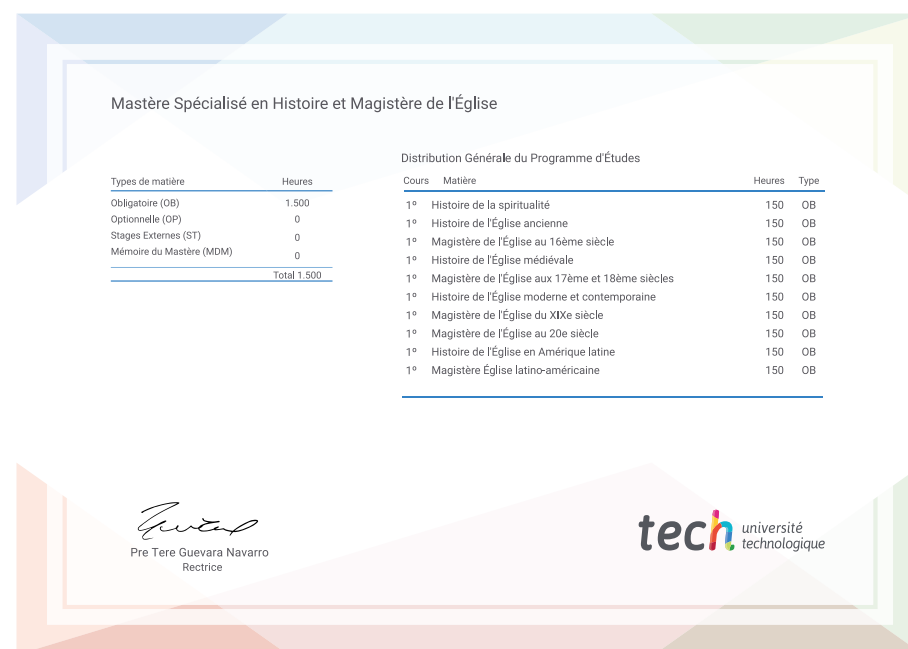 Mastère Spécialisé en Histoire et Magistère de l'Église
Types de matière Heures
Obligatoire (OB) 1.500
Optionnelle (OP) 0
Stages Externes (ST) 0
Mémoire du Mastère (MDM) 0
Total 1.500
Distribution Générale du Programme d'Études
Cours Matière Heures Type
1º Histoire de la spiritualité 150 OB
1º Histoire de l'Église ancienne 150 OB
1º Magistère de l'Église au 16ème siècle 150 OB
1º Histoire de l'Église médiévale 150 OB
1º Magistère de l'Église aux 17ème et 18ème siècles 150 OB
1º Histoire de l'Église moderne et contemporaine 150 OB
1º Magistère de l'Église du XIXe siècle 150 OB
1º Magistère de l'Église au 20e siècle 150 OB
1º Histoire de l'Église en Amérique latine 150 OB
1º Magistère Église latino-américaine 150 OB
Pre Tere Guevara Navarro
Rectrice
tech université
technologique